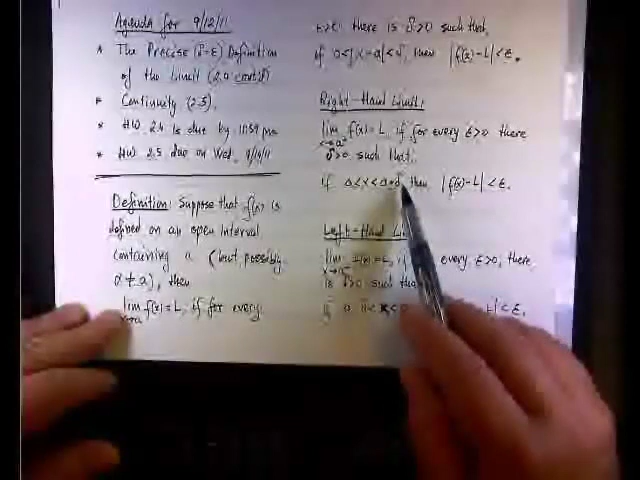 Agenda for 9/12/11
* The Precise (δ-ε) Definition
of the Limit (2.4 cont'd)
* Continuity (2.5).
* HW 2.4 is due by 11:59 pm
* HW 2.5 due on Wed, 9/14/11
Definition: Suppose that f(x) is
defined on an open interval
containing a (but possibly
then
lim f(x) = L, if for every
x→a
ε>0 there is δ>0 such that,
if 0<|x-a|<δ, then |f(x)-L|<ε.
Right-Hand Limit:
lim f(x) = L, if for every ε>0 there
x→a⁺
δ>0 such that:
if a<x<a+δ, then |f(x)-L|<ε.
Left-Hand
lim f(x) = L, every ε>0, there
is δ>0 such
if <x< <ε.